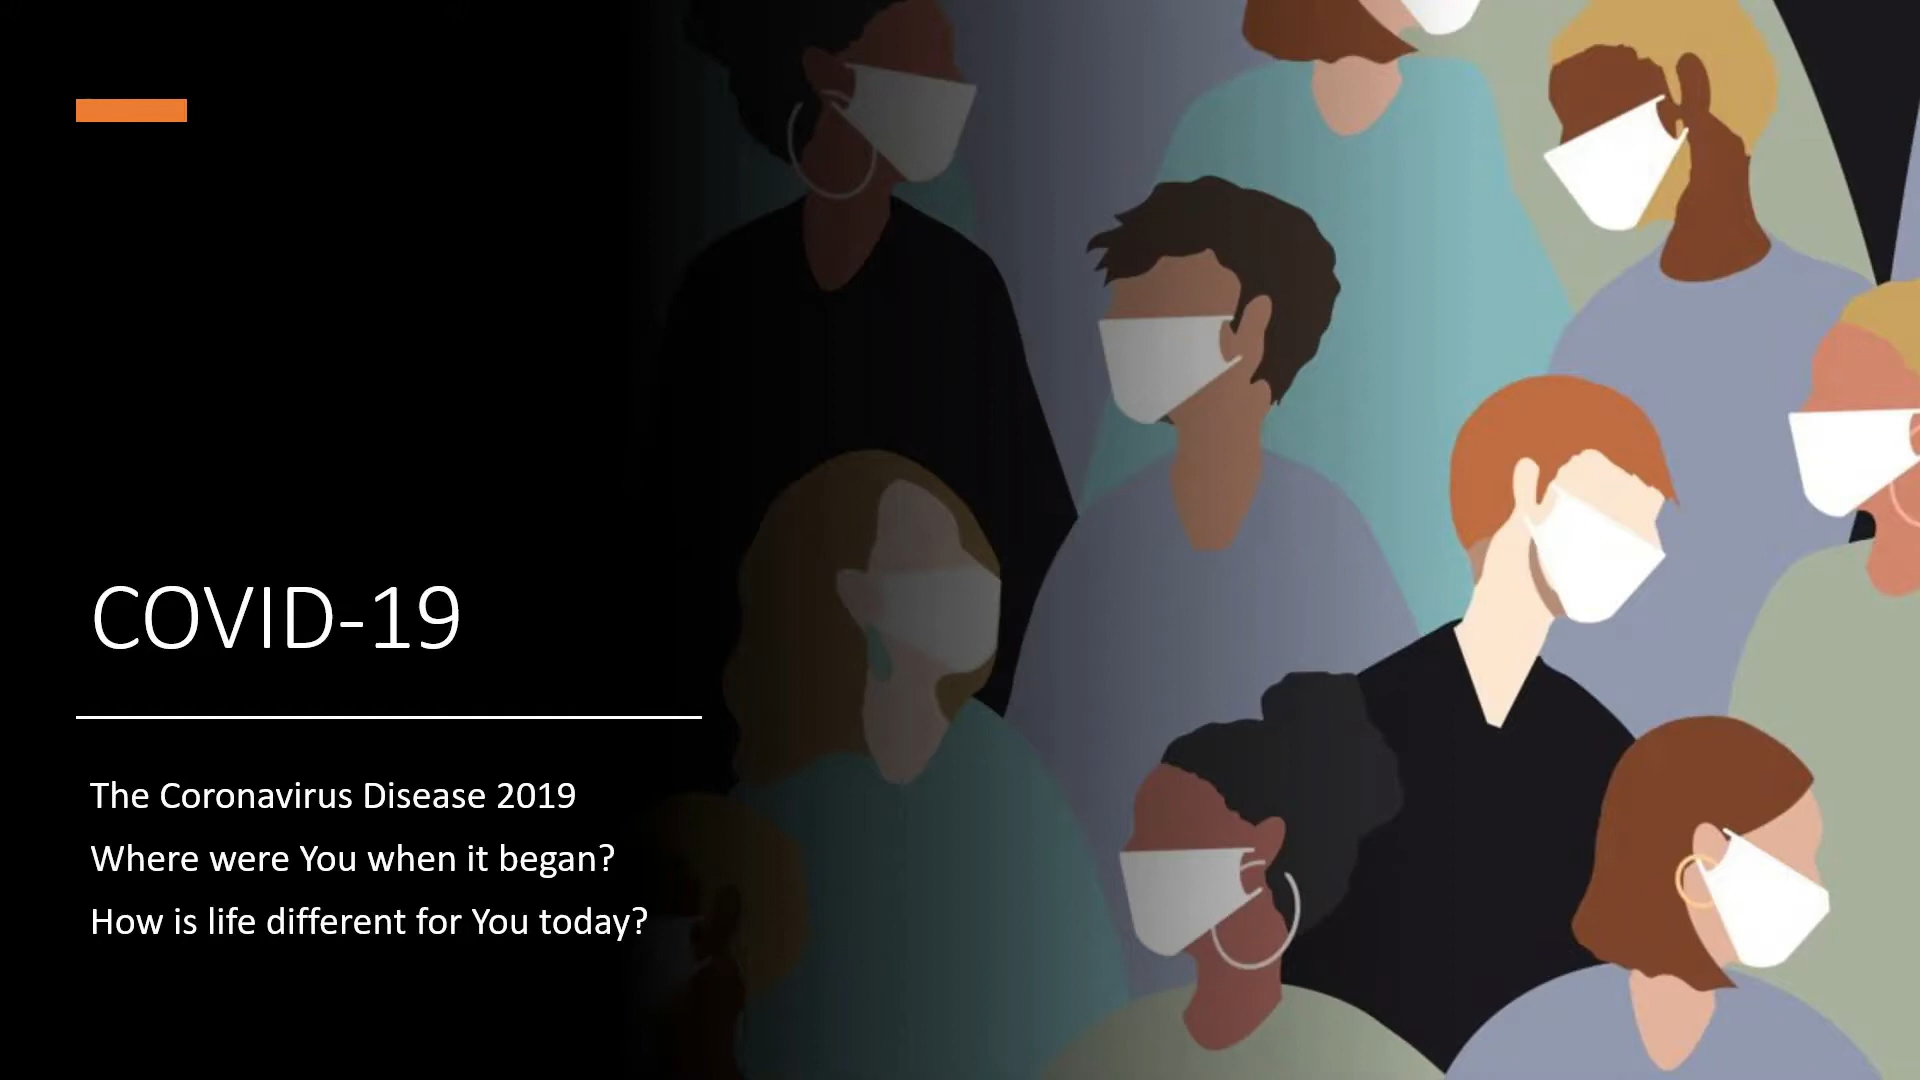 COVID-19
The Coronavirus Disease 2019
Where were You when it began?
How is life different for You today?